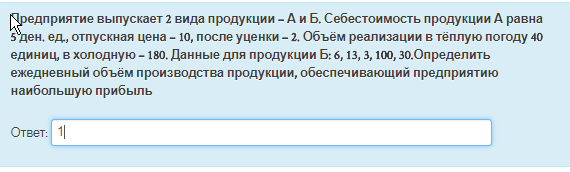 Предприятие выпускает 2 вида продукции – А и Б. Себестоимость продукции А равна
5 ден. ед., отпускная цена – 10, после уценки – 2. Объём реализации в тёплую погоду 40
единиц, в холодную – 180. Данные для продукции Б: 6, 13, 3, 100, 30.Определить
ежедневный объём производства продукции, обеспечивающий предприятию
наибольшую прибыль
Ответ: 1